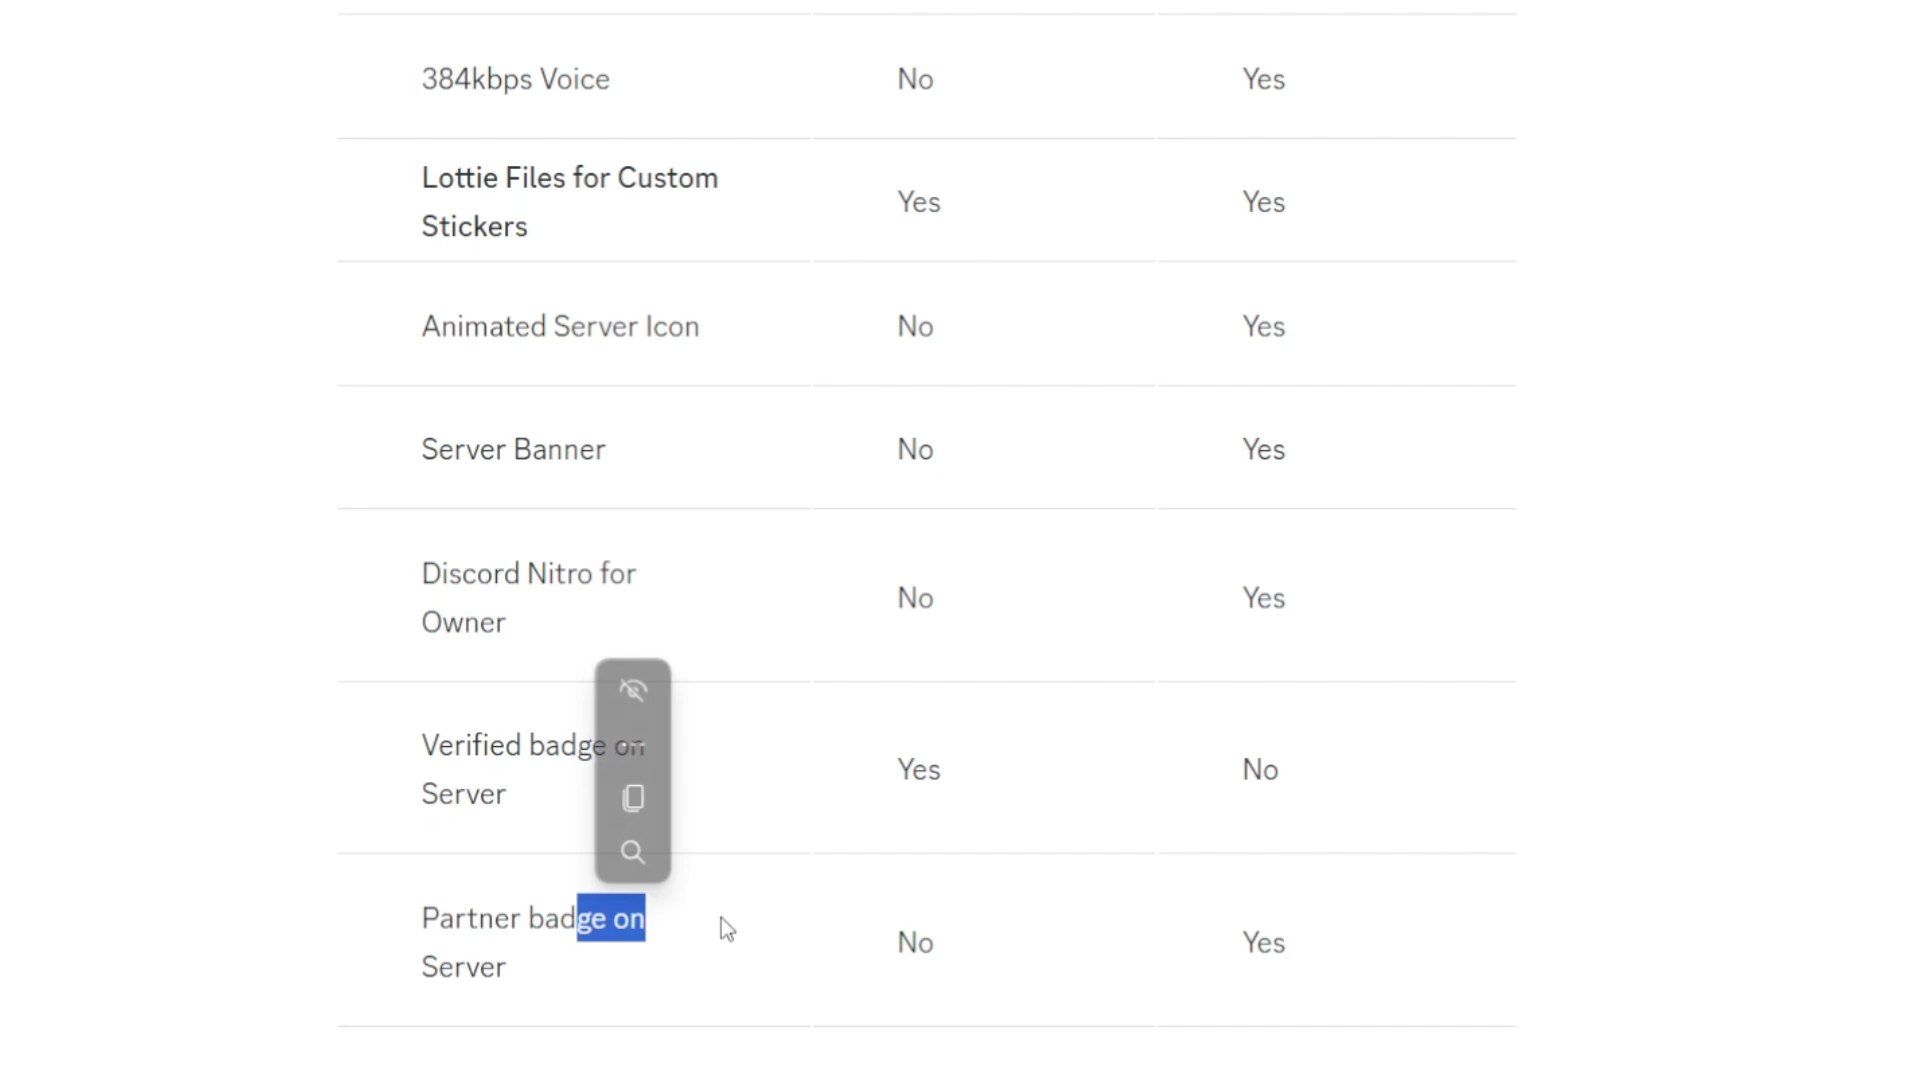 384kbps Voice No Yes
Lottie Files for Custom
Stickers
Yes Yes
Animated Server Icon No Yes
Server Banner No Yes
Discord Nitro for
Owner
No Yes
Verified badge on
Server
Yes No
Partner badge on
Server
No Yes